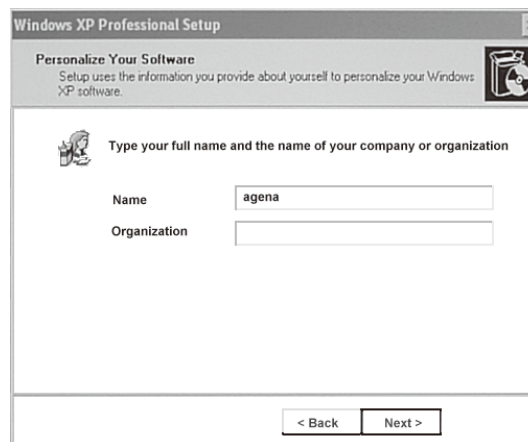 Windows XP Professional Setup
Personalize Your Software
Setup uses the information you provide about yourself to personalize your Windows
XP software.
Type your full name and the name of your company or organization
Name
agena
Organization
< Back
Next >